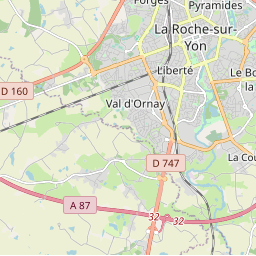 Forges
Pyramides
La Roche-sur-
Yon
Liberté
D 160
Le Bo
la
Val d'Ornay
D 747
La Cou
A 87
32
32